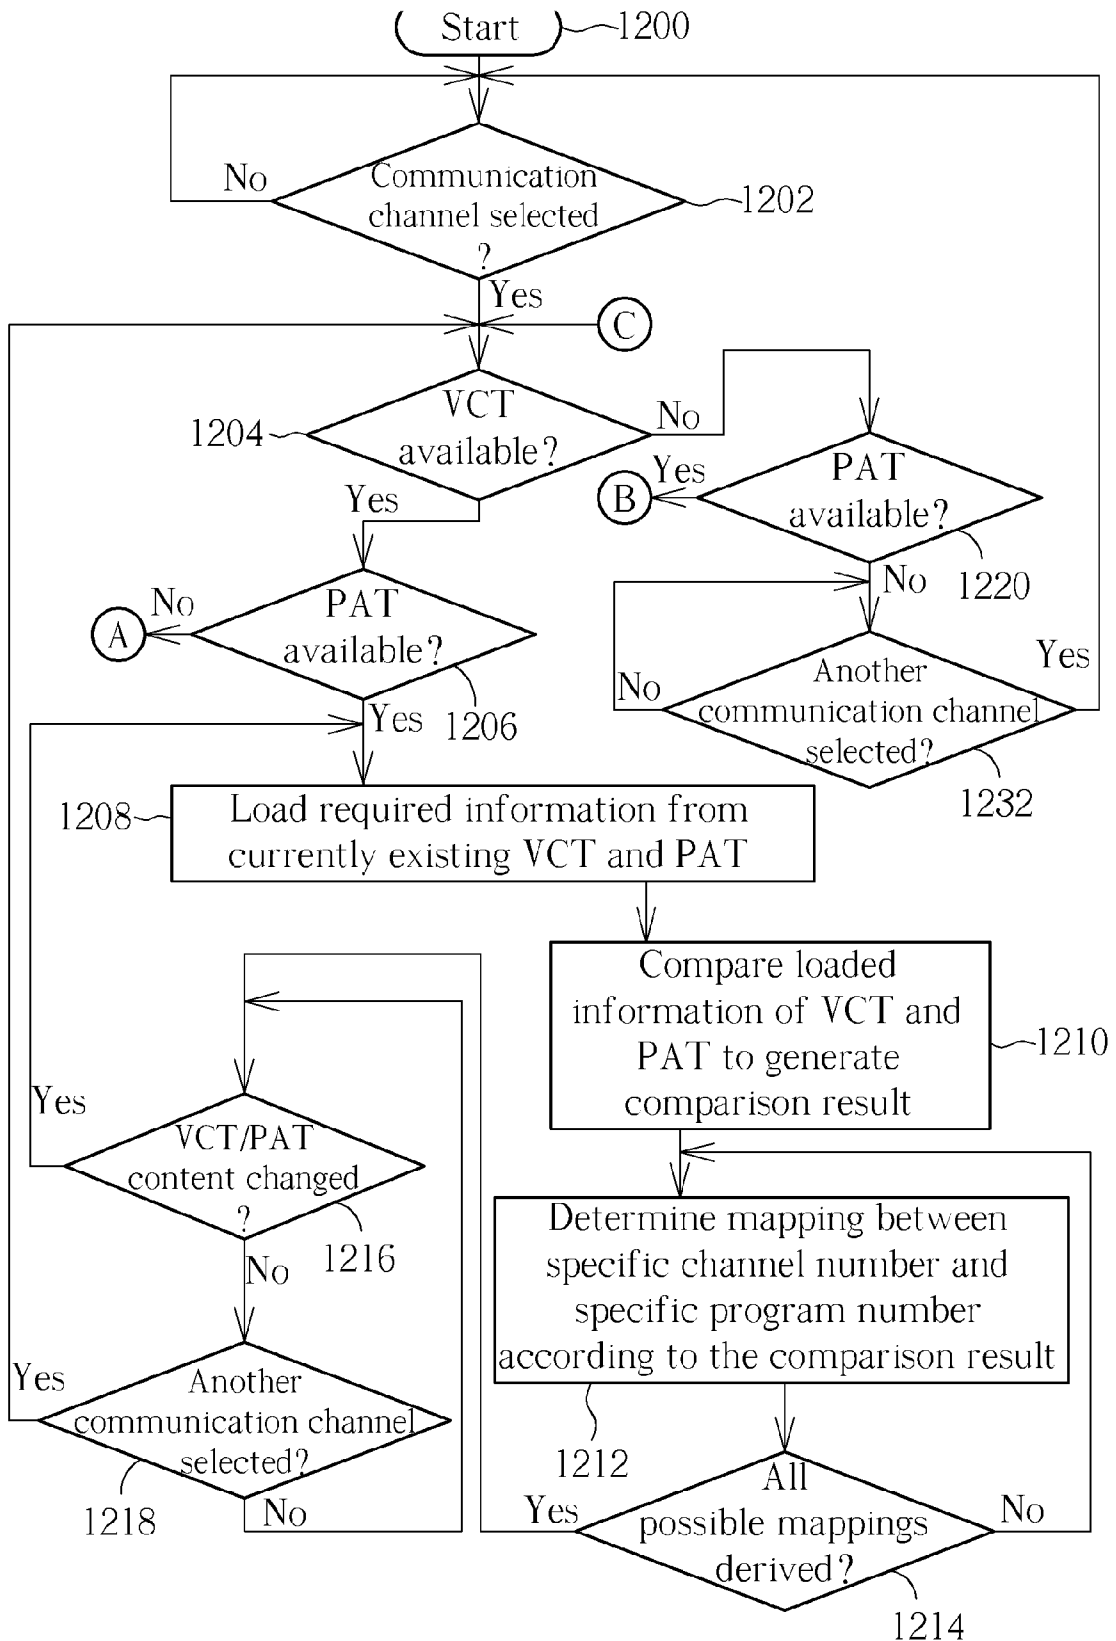 Start
1200
No
Communication
channel selected
?
1202
Yes
C
VCT
available?
1204
No
Yes
B
Yes
PAT
available?
1220
No
A
No
PAT
available?
1206
Yes
No
Another
communication channel
selected?
Yes
1232
1208
Load required information from
currently existing VCT and PAT
Compare loaded
information of VCT and
PAT to generate
comparison result
1210
Yes
VCT/PAT
content changed
?
1216
No
Determine mapping between
specific channel number and
specific program number
according to the comparison result
1212
Yes
Another
communication channel
selected?
1218
No
Yes
All
possible mappings
derived?
No
1214